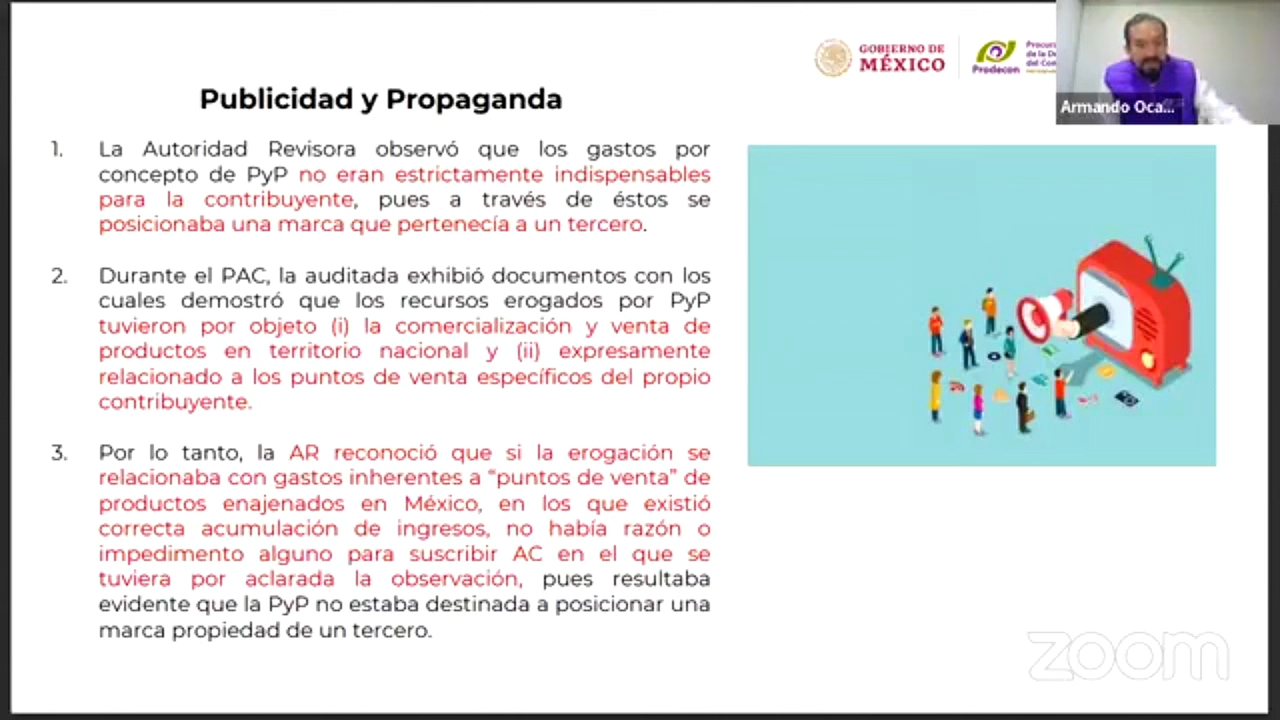 GOBIERNO DE
MÉXICO
Prodecon
Armando Oca...
Publicidad y Propaganda
1. La Autoridad Revisora observó que los gastos por
concepto de PyP no eran estrictamente indispensables
para la contribuyente, pues a través de éstos se
posicionaba una marca que pertenecía a un tercero.
2. Durante el PAC, la auditada exhibió documentos con los
cuales demostró que los recursos erogados por PyP
tuvieron por objeto (i) la comercialización y venta de
productos en territorio nacional y (ii) expresamente
relacionado a los puntos de venta específicos del propio
contribuyente.
3. Por lo tanto, la AR reconoció que si la erogación se
relacionaba con gastos inherentes a “puntos de venta” de
productos enajenados en México, en los que existió
correcta acumulación de ingresos, no había razón o
impedimento alguno para suscribir AC en el que se
tuviera por aclarada la observación, pues resultaba
evidente que la PyP no estaba destinada a posicionar una
marca propiedad de un tercero.
zoom